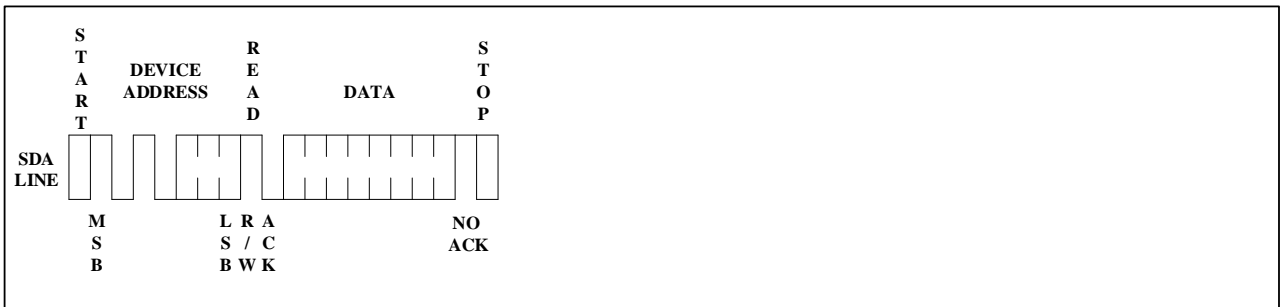 START
DEVICE
ADDRESS
READ
DATA
STOP
SDA
LINE
MSB
LSB
R/W
ACK
NO
ACK